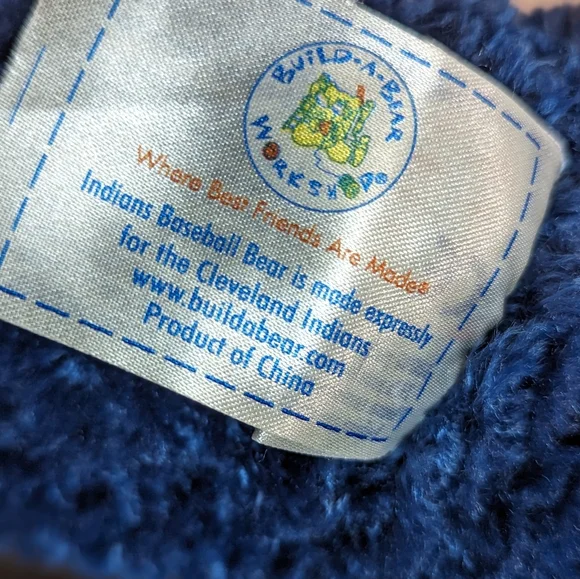 BUILD-A-BEAR
WORKSHOP®
Where Best Friends Are Made®
Indians Baseball Bear is made expressly
for the Cleveland Indians
www.buildabear.com
Product of China